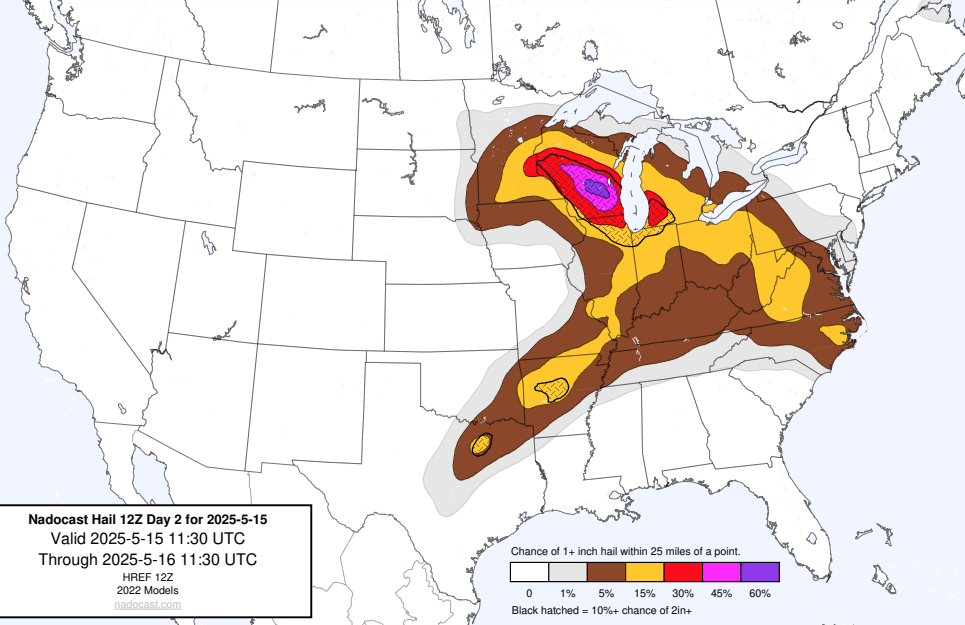 Nadocast Hail 12Z Day 2 for 2025-5-15
Valid 2025-5-15 11:30 UTC
Through 2025-5-16 11:30 UTC
HREF 12Z
2022 Models
nadocast.com
Chance of 1+ inch hail within 25 miles of a point.
0 1% 5% 15% 30% 45% 60%
Black hatched = 10%+ chance of 2in+